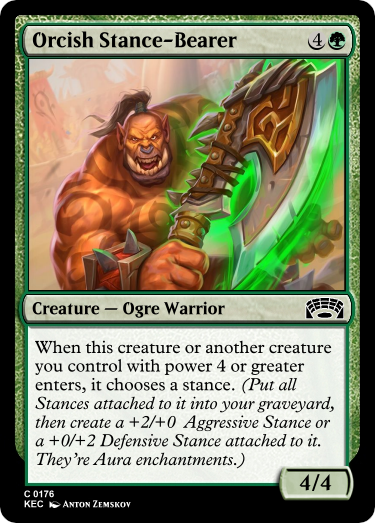 Orcish Stance-Bearer 4
Creature — Ogre Warrior
When this creature or another creature
you control with power 4 or greater
enters, it chooses a stance. (Put all
Stances attached to it into your graveyard,
then create a +2/+0 Aggressive Stance or
a +0/+2 Defensive Stance attached to it.
They're Aura enchantments.)
4/4
C 0176
KEC Anton Zemskov